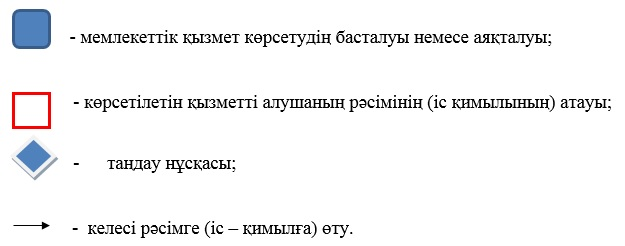 - мемлекеттік қызмет көрсетудің басталуы немесе аяқталуы;
- көрсетілетін қызметті алушаның рәсімінің (іс қимылының) атауы;
- тандау нұсқасы;
- келесі рәсімге (іс – қимылға) өту.